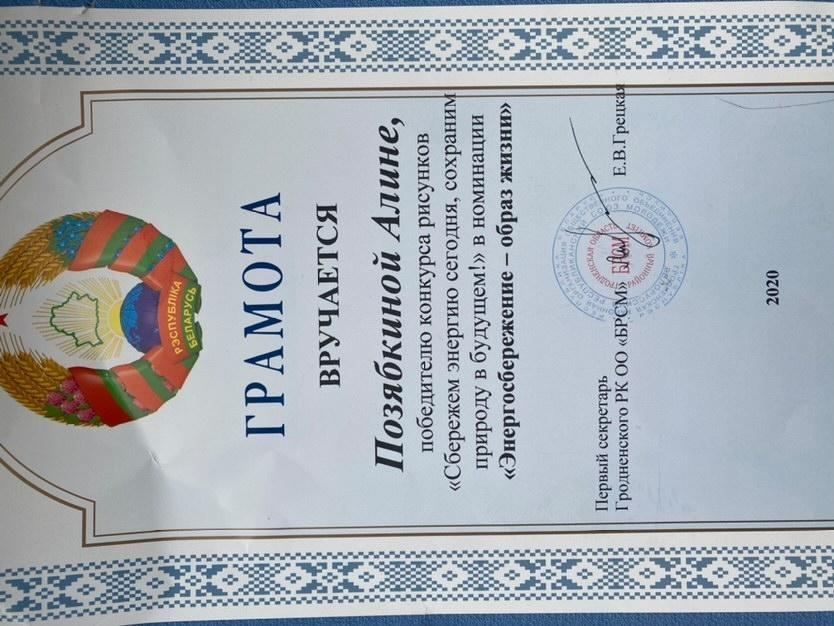 РЭСПУБЛІКА
БЕЛАРУСЬ
ГРАМОТА
ВРУЧАЕТСЯ
Позябкиной Алине,
победителю конкурса рисунков
«Сбережем энергию сегодня, сохраним
природу в будущем!» в номинации
«Энергосбережение – образ жизни»
Первый секретарь
Гродненского РК ОО «БРСМ» Е.В.Грецкая
БРСМ
2020